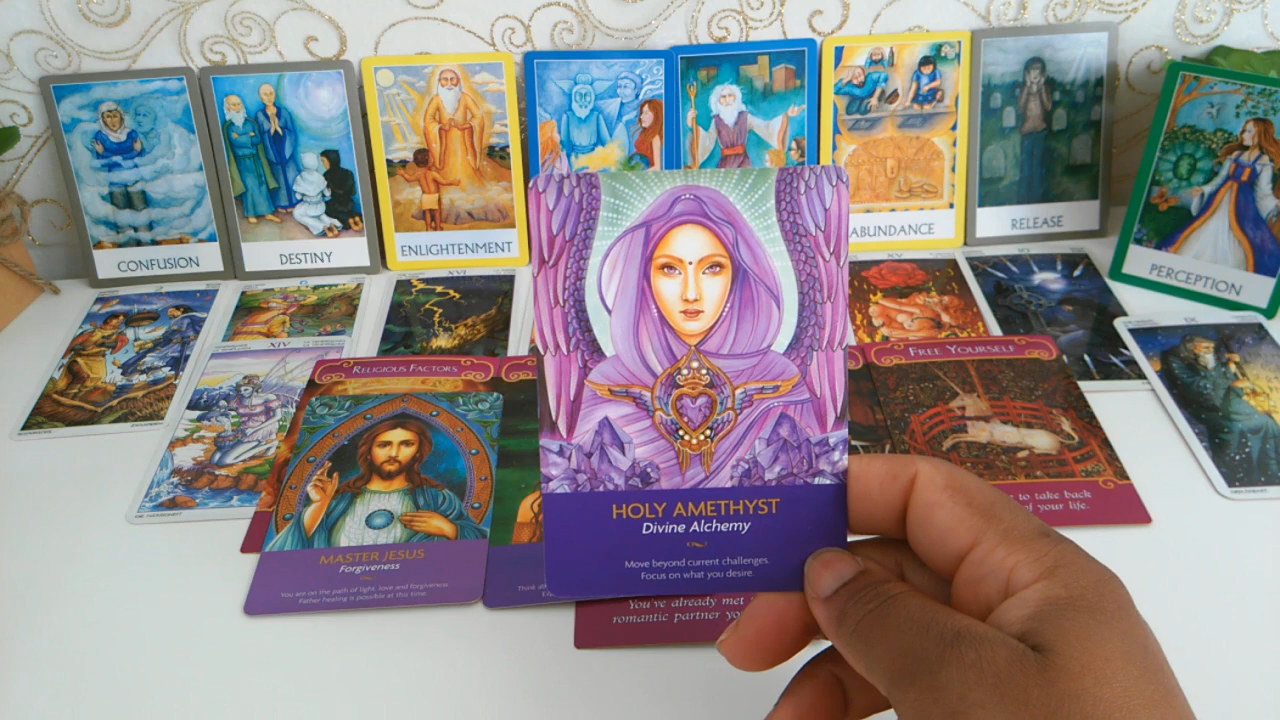 CONFUSION
DESTINY
ENLIGHTENMENT
ABUNDANCE
RELEASE
PERCEPTION
XVI
XIV
IX
RELIGIOUS FACTORS
FREE YOURSELF
to take back
of your life.
MASTER JESUS
Forgiveness
You are on the path of light, love and forgiveness
Father healing is possible at this time.
HOLY AMETHYST
Divine Alchemy
Move beyond current challenges.
Focus on what you desire.
Think
You've already met
romantic partner